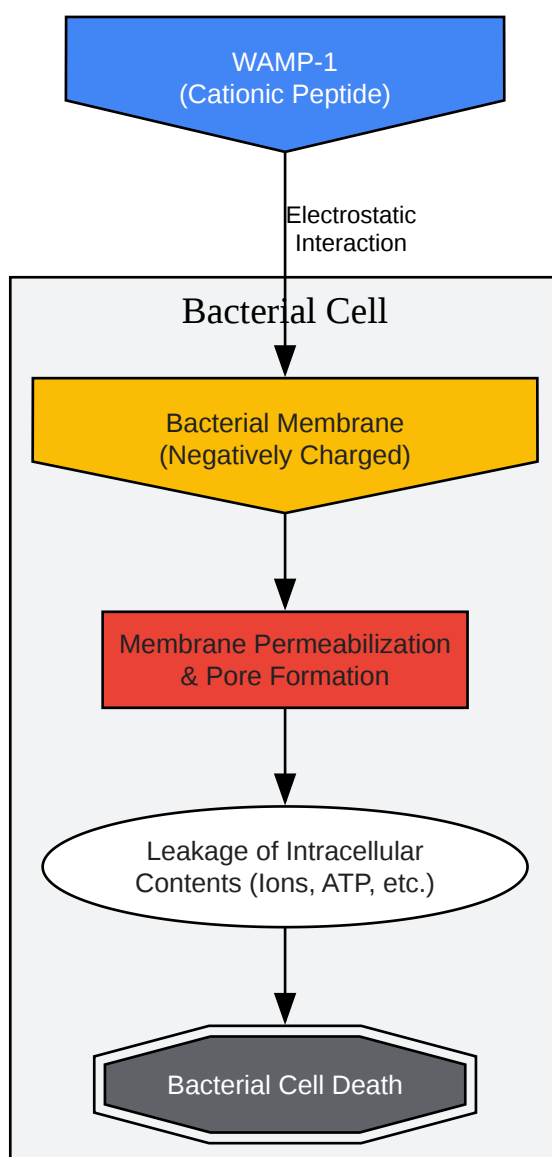 WAMP-1
(Cationic Peptide)
Electrostatic
Interaction
Bacterial Cell
Bacterial Membrane
(Negatively Charged)
Membrane Permeabilization
& Pore Formation
Leakage of Intracellular
Contents (Ions, ATP, etc.)
Bacterial Cell Death